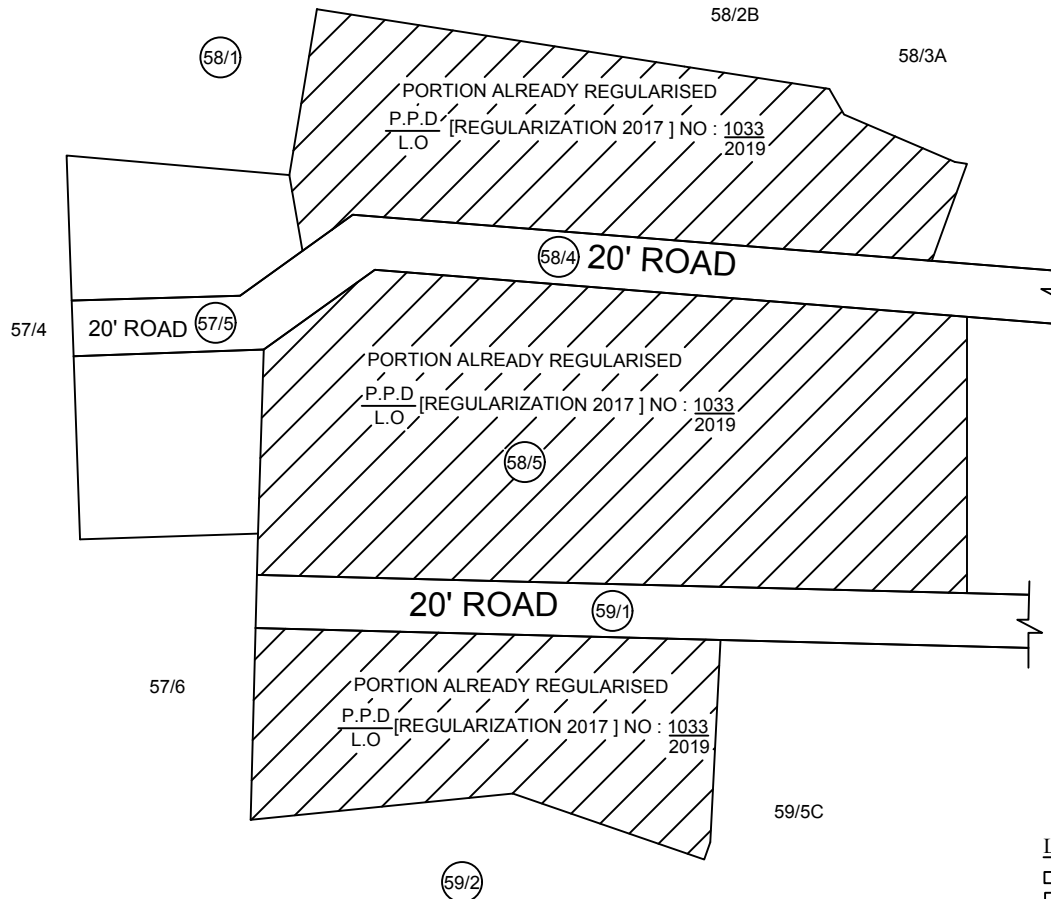 58/2B
58/1
58/3A
PORTION ALREADY REGULARISED
P.P.D
L.O
[REGULARIZATION 2017 ] NO :
1033
2019
58/4
20' ROAD
57/4
20' ROAD
57/5
PORTION ALREADY REGULARISED
P.P.D
L.O
[REGULARIZATION 2017 ] NO :
1033
2019
58/5
20' ROAD
59/1
57/6
PORTION ALREADY REGULARISED
P.P.D
L.O
[REGULARIZATION 2017 ] NO :
1033
2019
59/5C
59/2
L